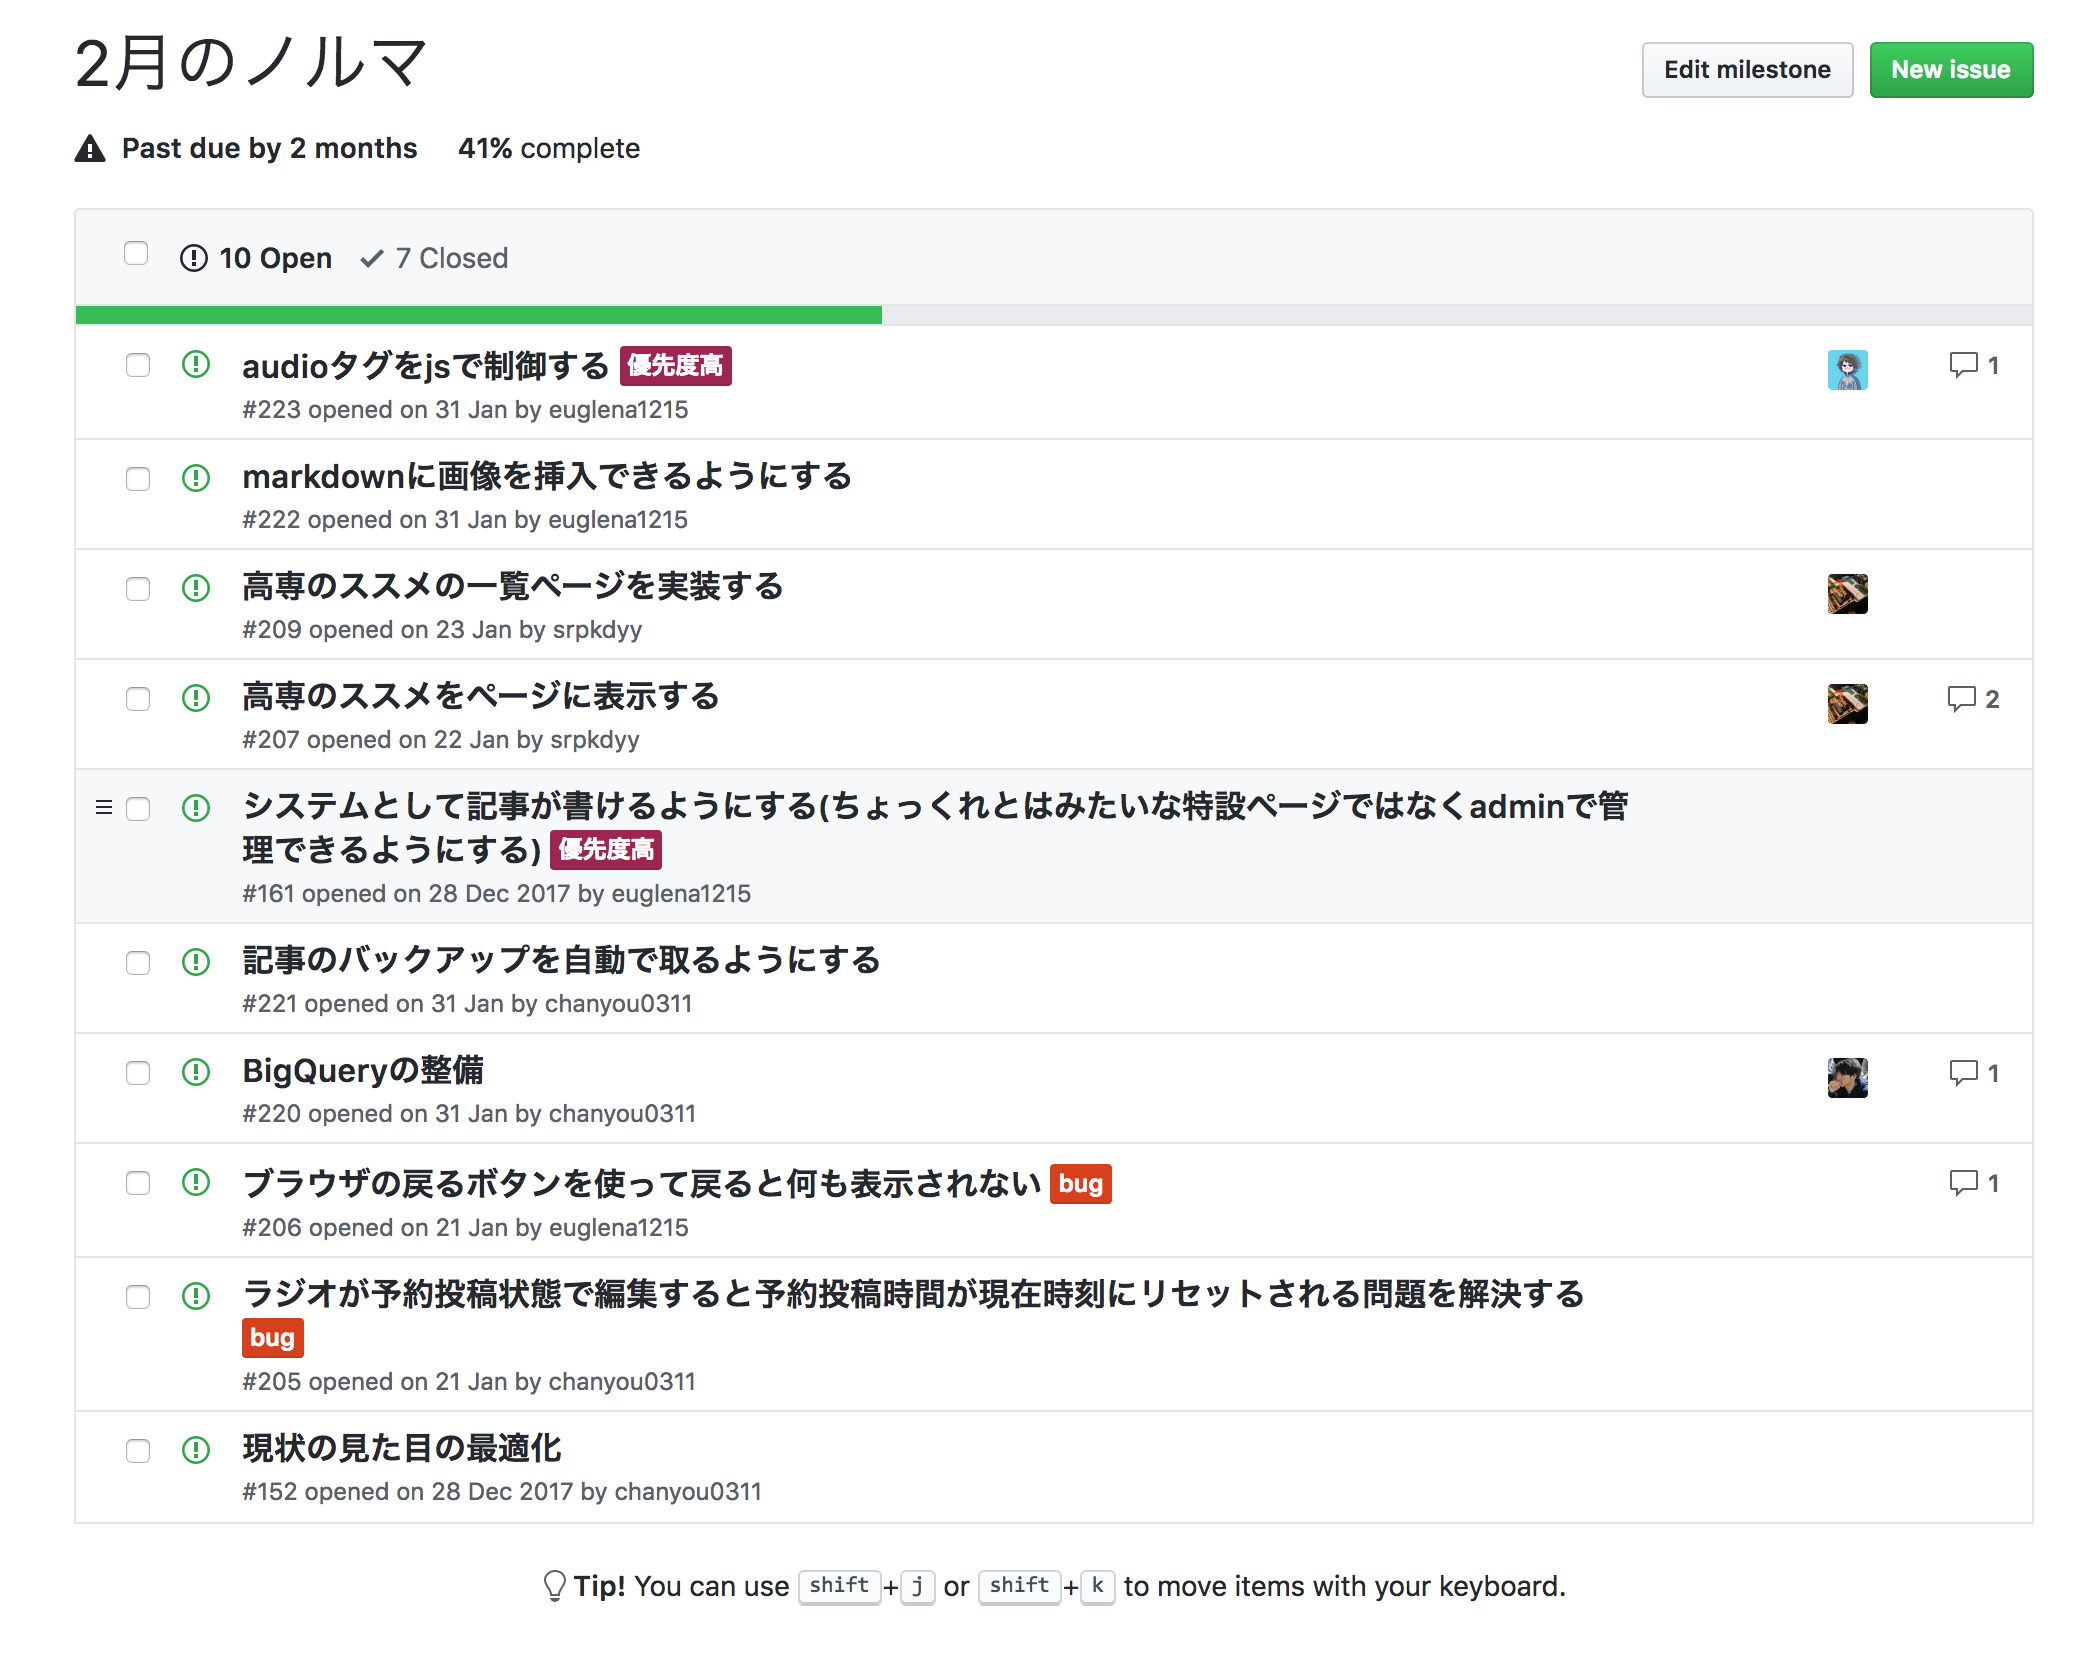 2月のノルマ
Edit milestone
New issue
Past due by 2 months 41% complete
10 Open 7 Closed
audioタグをjsで制御する 優先度高 1
#223 opened on 31 Jan by euglena1215
markdownに画像を挿入できるようにする
#222 opened on 31 Jan by euglena1215
高専のススメの一覧ページを実装する
#209 opened on 23 Jan by srpkdyy
高専のススメをページに表示する 2
#207 opened on 22 Jan by srpkdyy
システムとして記事が書けるようにする(ちょっくれとはみたいな特設ページではなくadminで管
理できるようにする) 優先度高
#161 opened on 28 Dec 2017 by euglena1215
記事のバックアップを自動で取るようにする
#221 opened on 31 Jan by chanyou0311
BigQueryの整備 1
#220 opened on 31 Jan by chanyou0311
ブラウザの戻るボタンを使って戻ると何も表示されない bug 1
#206 opened on 21 Jan by euglena1215
ラジオが予約投稿状態で編集すると予約投稿時間が現在時刻にリセットされる問題を解決する
bug
#205 opened on 21 Jan by chanyou0311
現状の見た目の最適化
#152 opened on 28 Dec 2017 by chanyou0311
Tip! You can use shift+j or shift+k to move items with your keyboard.